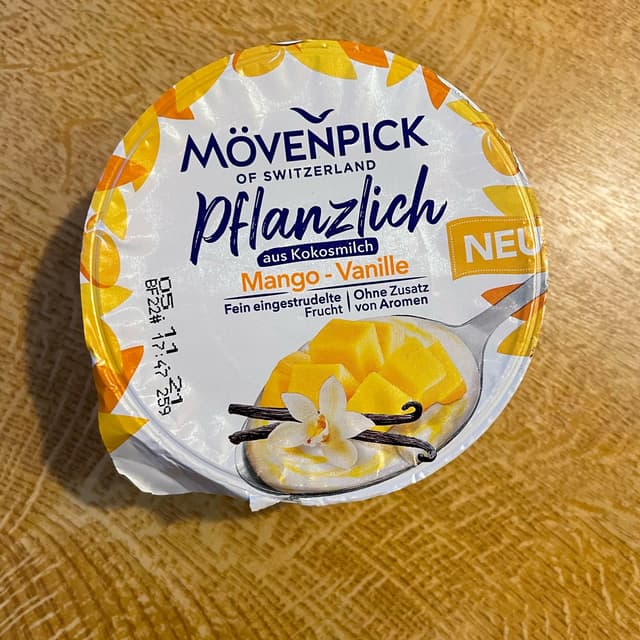 MÖVENPICK
OF SWITZERLAND
Pflanzlich
aus Kokosmilch
NEU
Mango - Vanille
Fein eingestrudelte Frucht
Ohne Zusatz von Aromen
05.11.21
BF22# 17:47 259